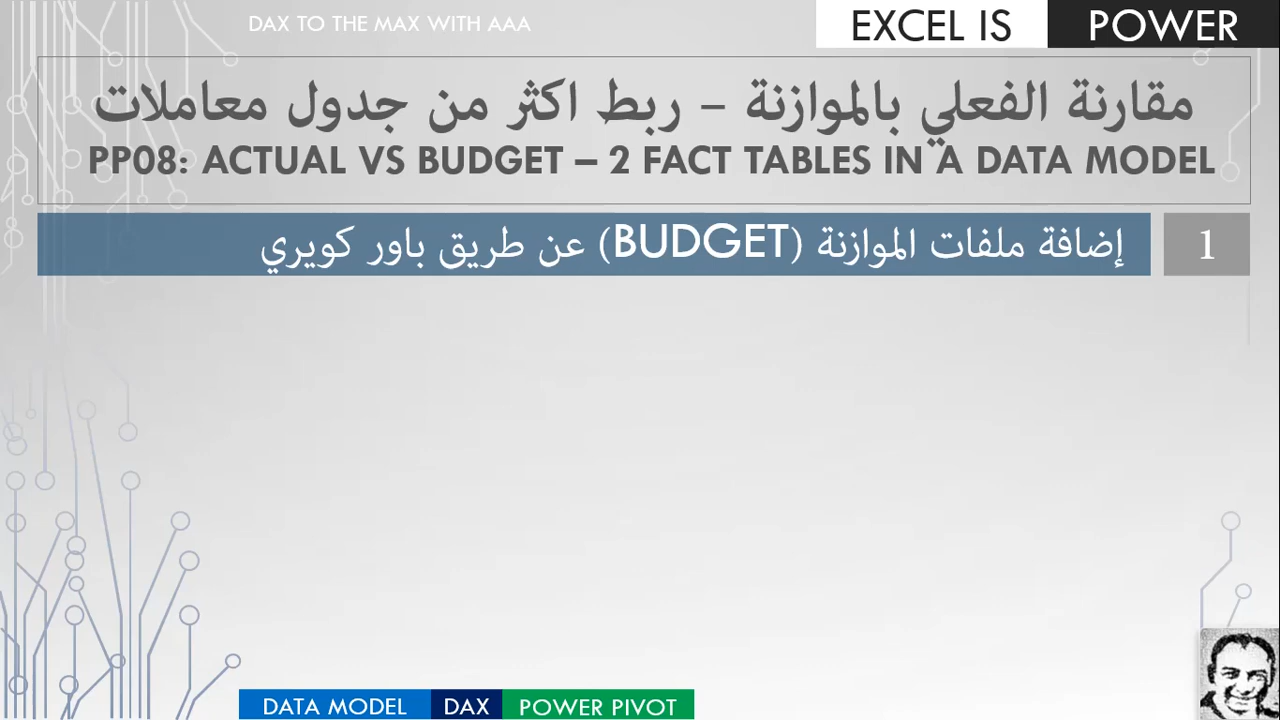 DAX TO THE MAX WITH AAA
EXCEL IS POWER
مقارنة الفعلي بالموازنة – ربط اكثر من جدول معاملات
PP08: ACTUAL VS BUDGET – 2 FACT TABLES IN A DATA MODEL
1 إضافة ملفات الموازنة (BUDGET) عن طريق باور كويري
DATA MODEL DAX POWER PIVOT